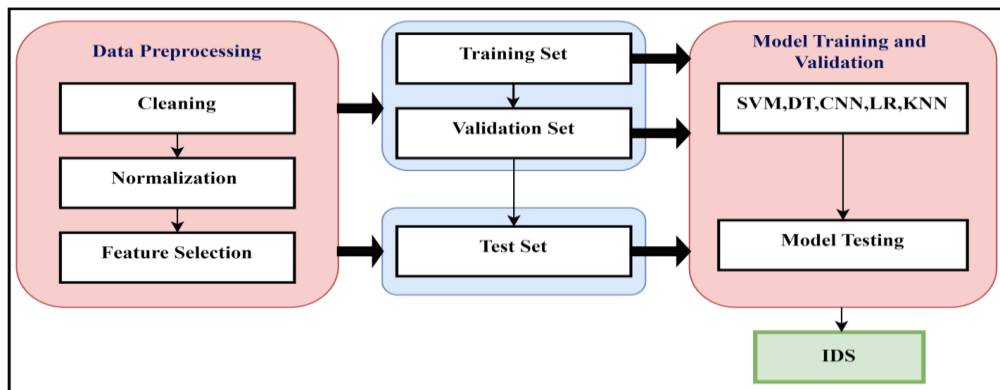 Data Preprocessing
Cleaning
Normalization
Feature Selection
Training Set
Validation Set
Test Set
Model Training and
Validation
SVM,DT,CNN,LR,KNN
Model Testing
IDS